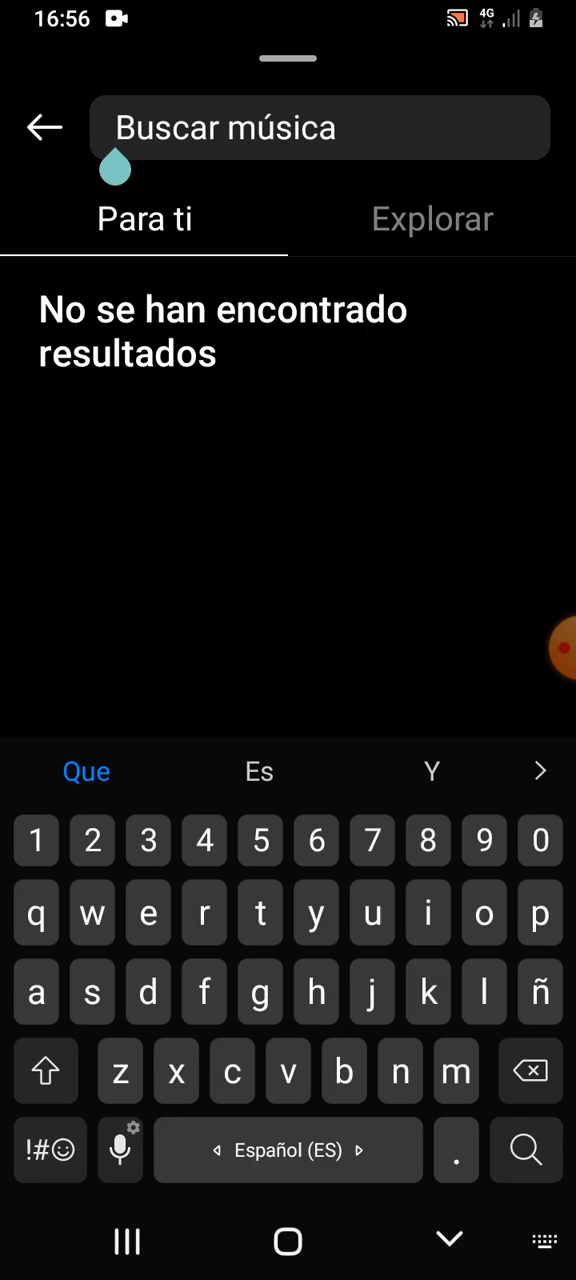 16:56
4G
Buscar música
Para ti Explorar
No se han encontrado
resultados
Que Es Y
1 2 3 4 5 6 7 8 9 0
q w e r t y u i o p
a s d f g h j k l ñ
z x c v b n m
!#☺ Español (ES) .